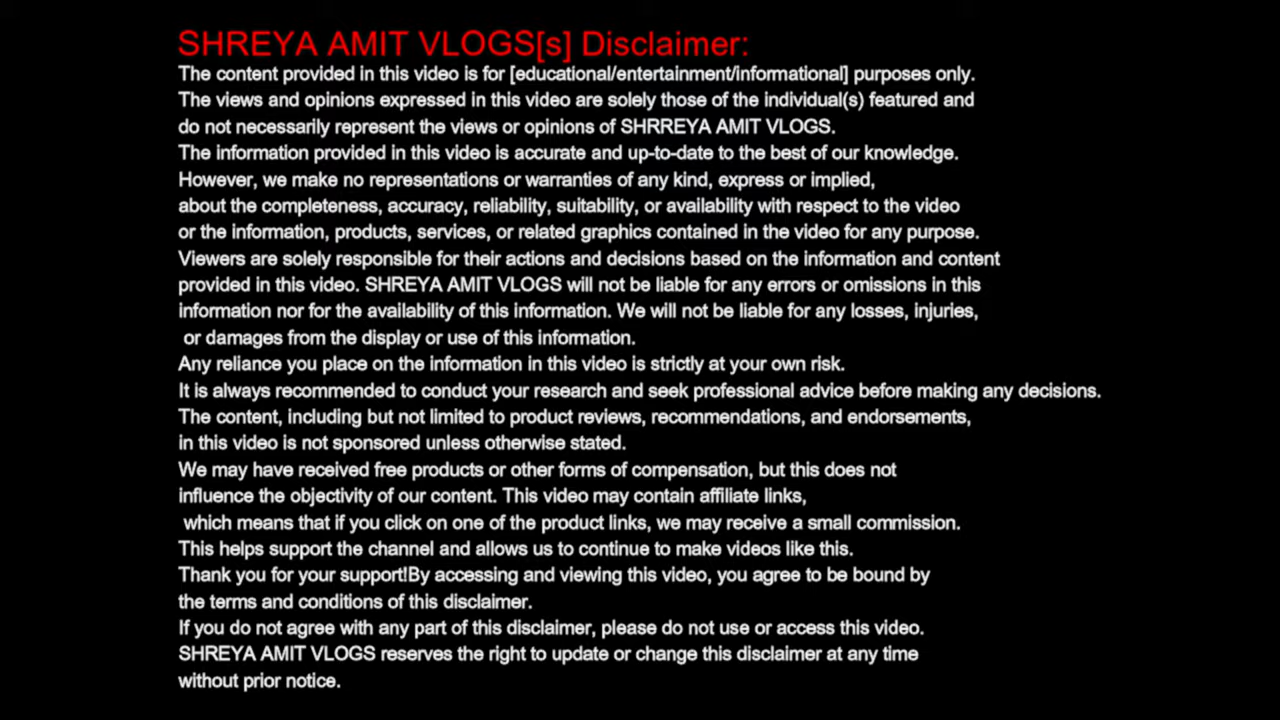 SHREYA AMIT VLOGS[s] Disclaimer:
The content provided in this video is for [educational/entertainment/informational] purposes only.
The views and opinions expressed in this video are solely those of the individual(s) featured and
do not necessarily represent the views or opinions of SHRREYA AMIT VLOGS.
The information provided in this video is accurate and up-to-date to the best of our knowledge.
However, we make no representations or warranties of any kind, express or implied,
about the completeness, accuracy, reliability, suitability, or availability with respect to the video
or the information, products, services, or related graphics contained in the video for any purpose.
Viewers are solely responsible for their actions and decisions based on the information and content
provided in this video. SHREYA AMIT VLOGS will not be liable for any errors or omissions in this
information nor for the availability of this information. We will not be liable for any losses, injuries,
or damages from the display or use of this information.
Any reliance you place on the information in this video is strictly at your own risk.
It is always recommended to conduct your research and seek professional advice before making any decisions.
The content, including but not limited to product reviews, recommendations, and endorsements,
in this video is not sponsored unless otherwise stated.
We may have received free products or other forms of compensation, but this does not
influence the objectivity of our content. This video may contain affiliate links,
which means that if you click on one of the product links, we may receive a small commission.
This helps support the channel and allows us to continue to make videos like this.
Thank you for your support!By accessing and viewing this video, you agree to be bound by
the terms and conditions of this disclaimer.
If you do not agree with any part of this disclaimer, please do not use or access this video.
SHREYA AMIT VLOGS reserves the right to update or change this disclaimer at any time
without prior notice.